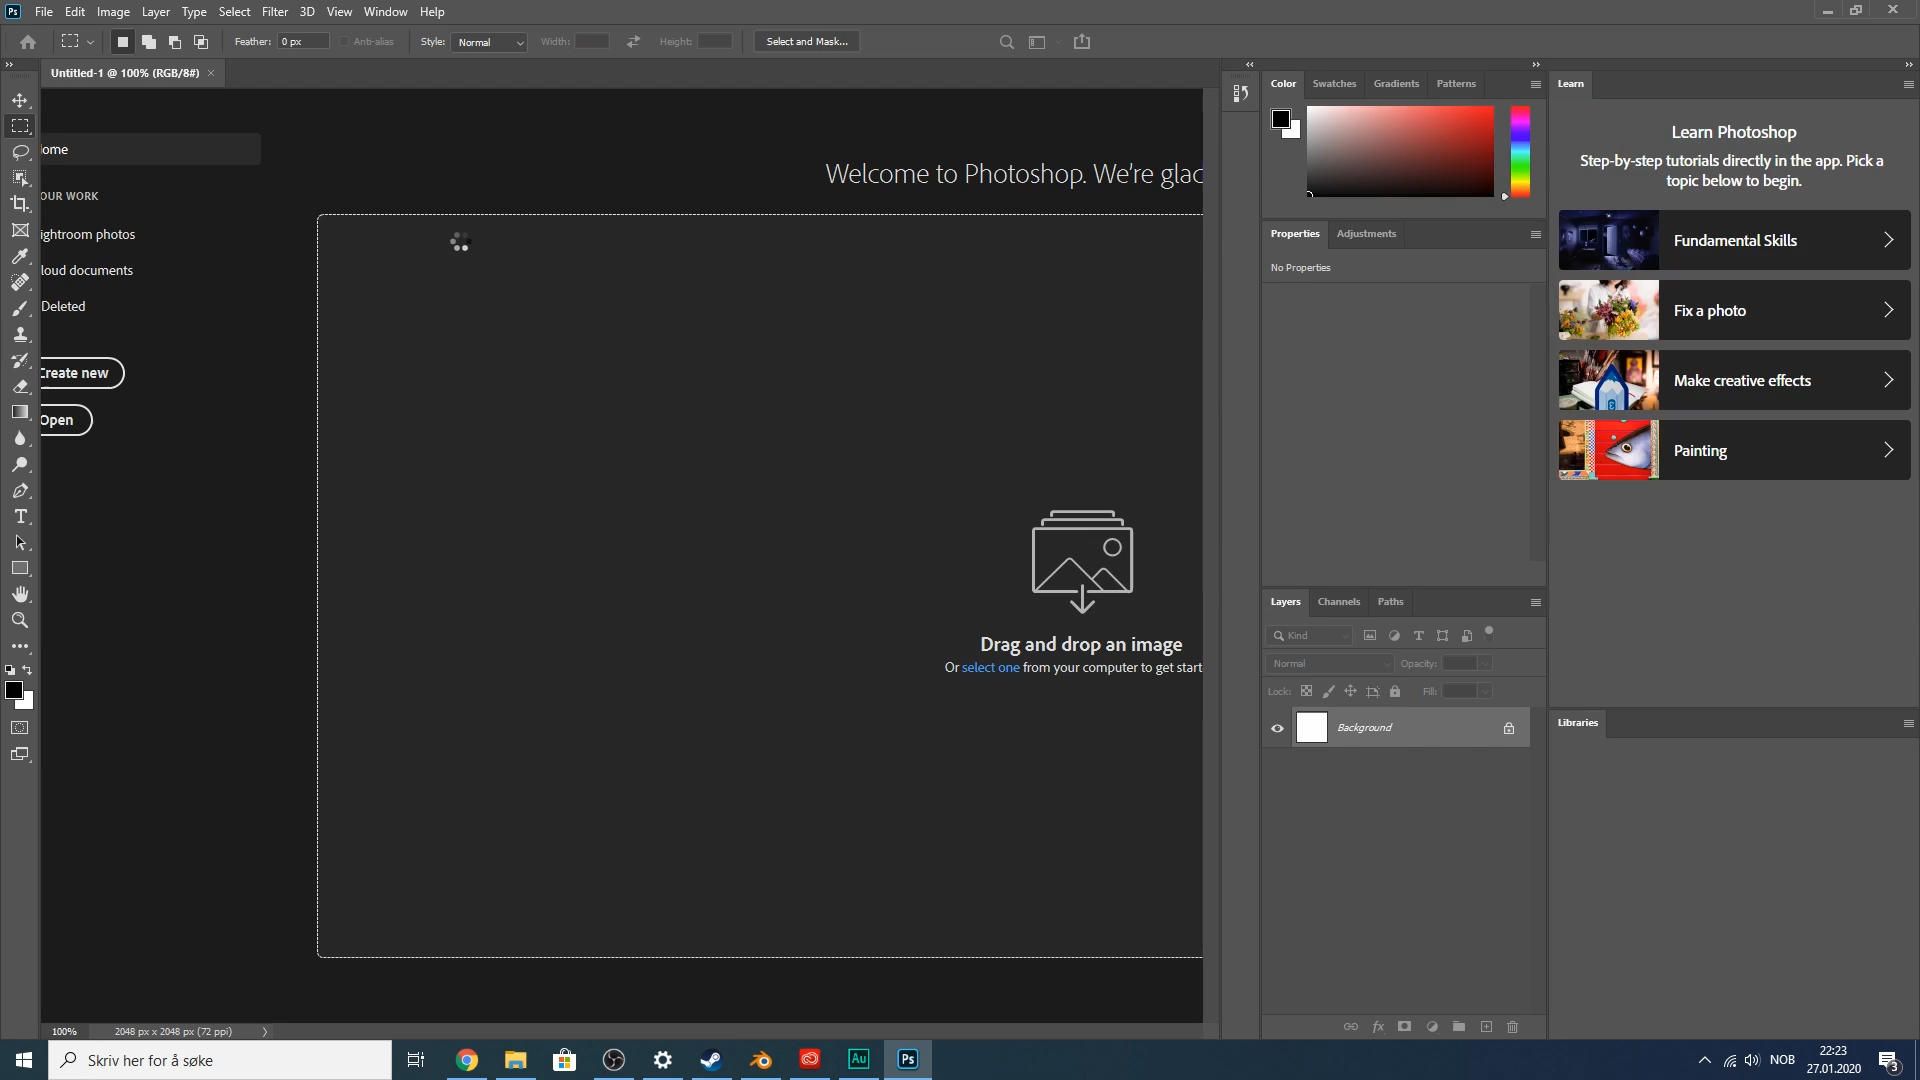 Ps File Edit Image Layer Type Select Filter 3D View Window Help
Feather: 0 px Anti-alias Style: Normal Width: Height: Select and Mask...
Untitled-1 @ 100% (RGB/8#) ×
ome
OUR WORK
ightroom photos
loud documents
Deleted
Create new
Open
Welcome to Photoshop. We're glad
Drag and drop an image
Or select one from your computer to get start
100% 2048 px x 2048 px (72 ppi)
Color Swatches Gradients Patterns
Properties Adjustments
No Properties
Layers Channels Paths
Kind
Normal Opacity:
Lock: Fill:
Background
fx
Learn
Learn Photoshop
Step-by-step tutorials directly in the app. Pick a
topic below to begin.
Fundamental Skills
Fix a photo
Make creative effects
Painting
Libraries
Skriv her for å søke
Au Ps
NOB
22:23
27.01.2020
3